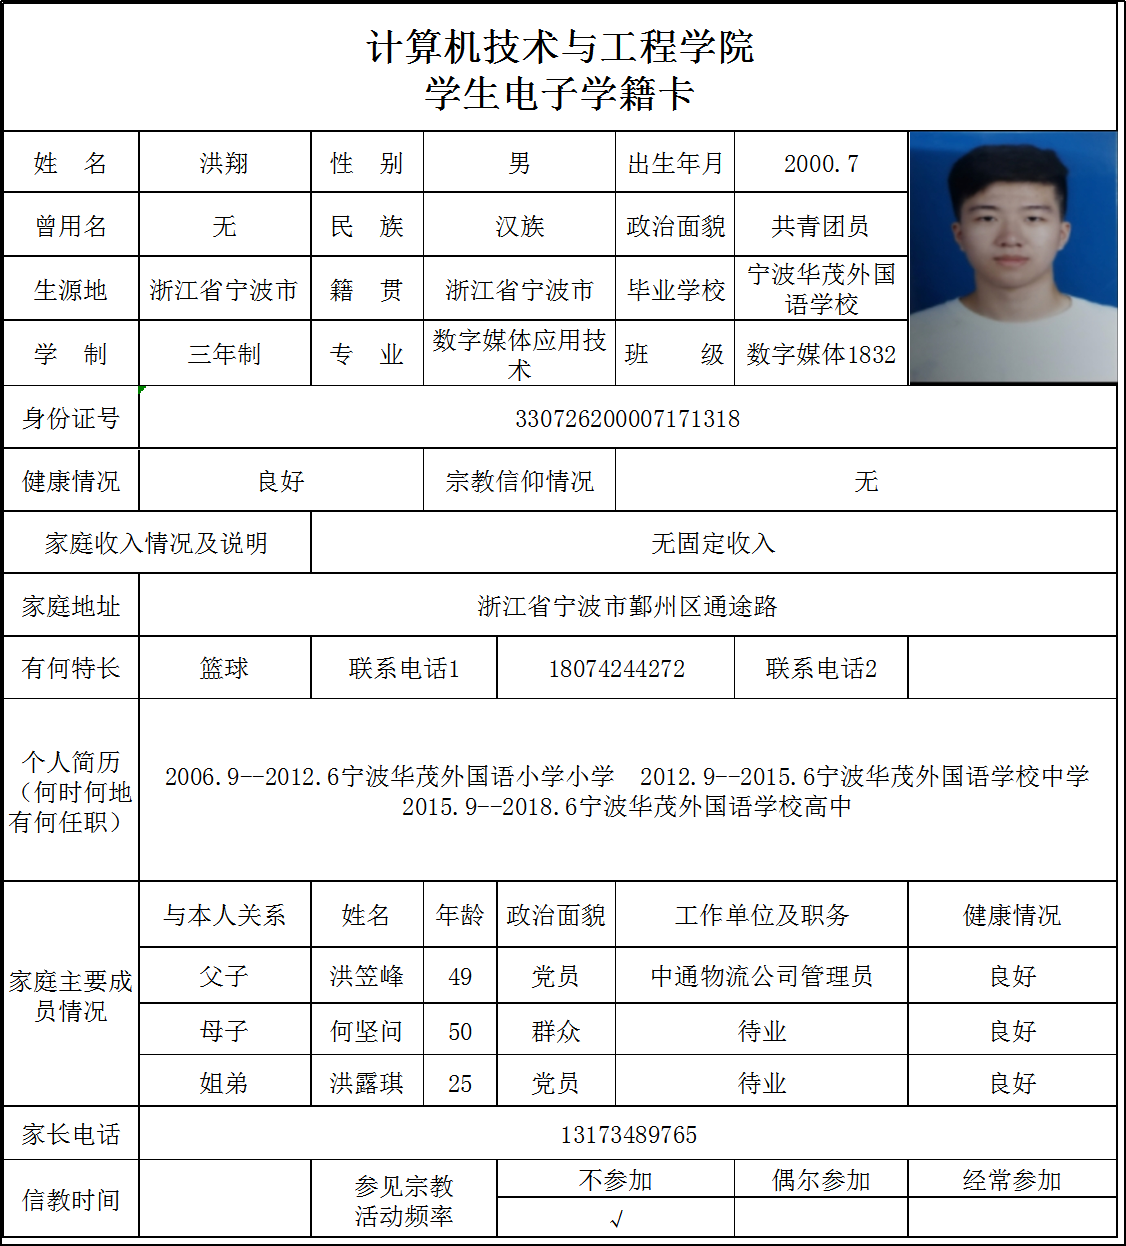 计算机技术与工程学院
学生电子学籍卡
姓 名 洪翔 性 别 男 出生年月 2000.7
曾用名 无 民 族 汉族 政治面貌 共青团员
生源地 浙江省宁波市 籍 贯 浙江省宁波市 毕业学校 宁波华茂外国
语学校
学 制 三年制 专 业 数字媒体应用技
术 班 级 数字媒体1832
身份证号 330726200007171318
健康情况 良好 宗教信仰情况 无
家庭收入情况及说明 无固定收入
家庭地址 浙江省宁波市鄞州区通途路
有何特长 篮球 联系电话1 18074244272 联系电话2
个人简历
（何时何地
有何任职）
2006.9--2012.6宁波华茂外国语小学小学 2012.9--2015.6宁波华茂外国语学校中学
2015.9--2018.6宁波华茂外国语学校高中
家庭主要成
员情况
与本人关系 姓名 年龄 政治面貌 工作单位及职务 健康情况
父子 洪笠峰 49 党员 中通物流公司管理员 良好
母子 何坚问 50 群众 待业 良好
姐弟 洪露琪 25 党员 待业 良好
家长电话 13173489765
信教时间 参见宗教
活动频率 不参加 偶尔参加 经常参加
√